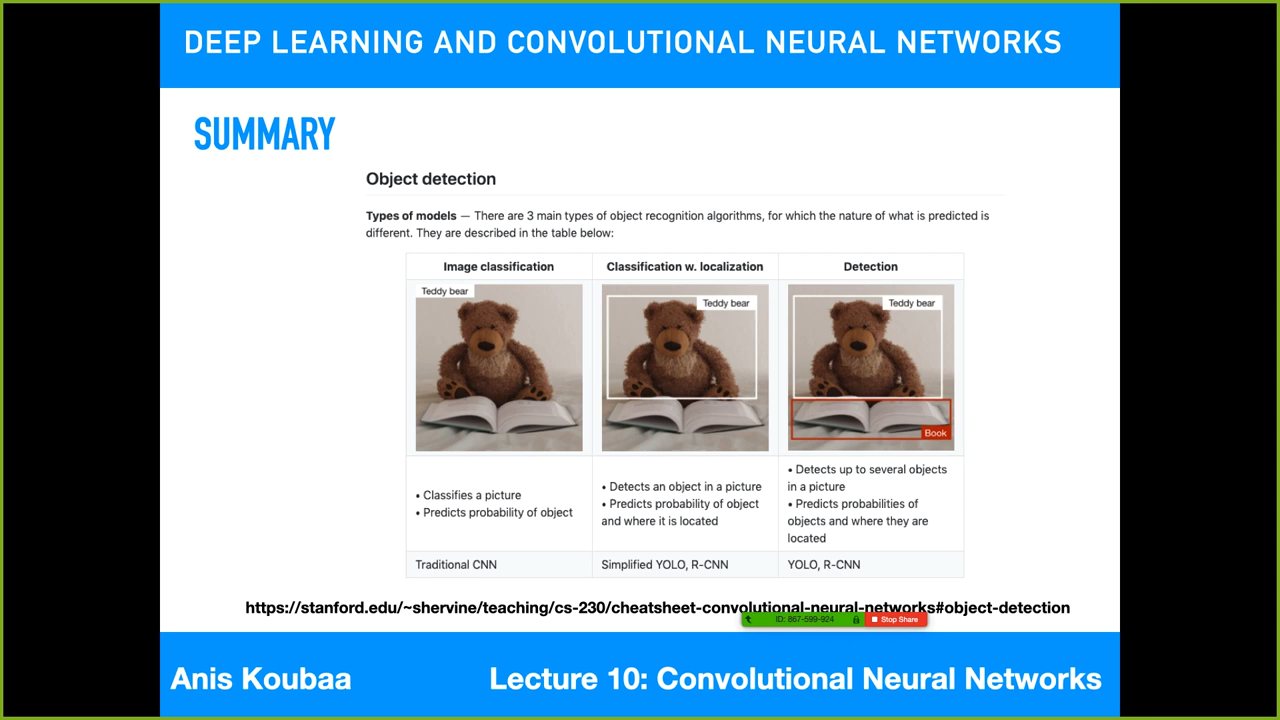 DEEP LEARNING AND CONVOLUTIONAL NEURAL NETWORKS
SUMMARY
Object detection
Types of models — There are 3 main types of object recognition algorithms, for which the nature of what is predicted is
different. They are described in the table below:
Image classification
Classification w. localization
Detection
Teddy bear
Teddy bear
Teddy bear
Book
• Classifies a picture
• Predicts probability of object
• Detects an object in a picture
• Predicts probability of object
and where it is located
• Detects up to several objects
in a picture
• Predicts probabilities of
objects and where they are
located
Traditional CNN
Simplified YOLO, R-CNN
YOLO, R-CNN
https://stanford.edu/~shervine/teaching/cs-230/cheatsheet-convolutional-neural-networks#object-detection
ID: 867-599-924
Stop Share
Anis Koubaa
Lecture 10: Convolutional Neural Networks